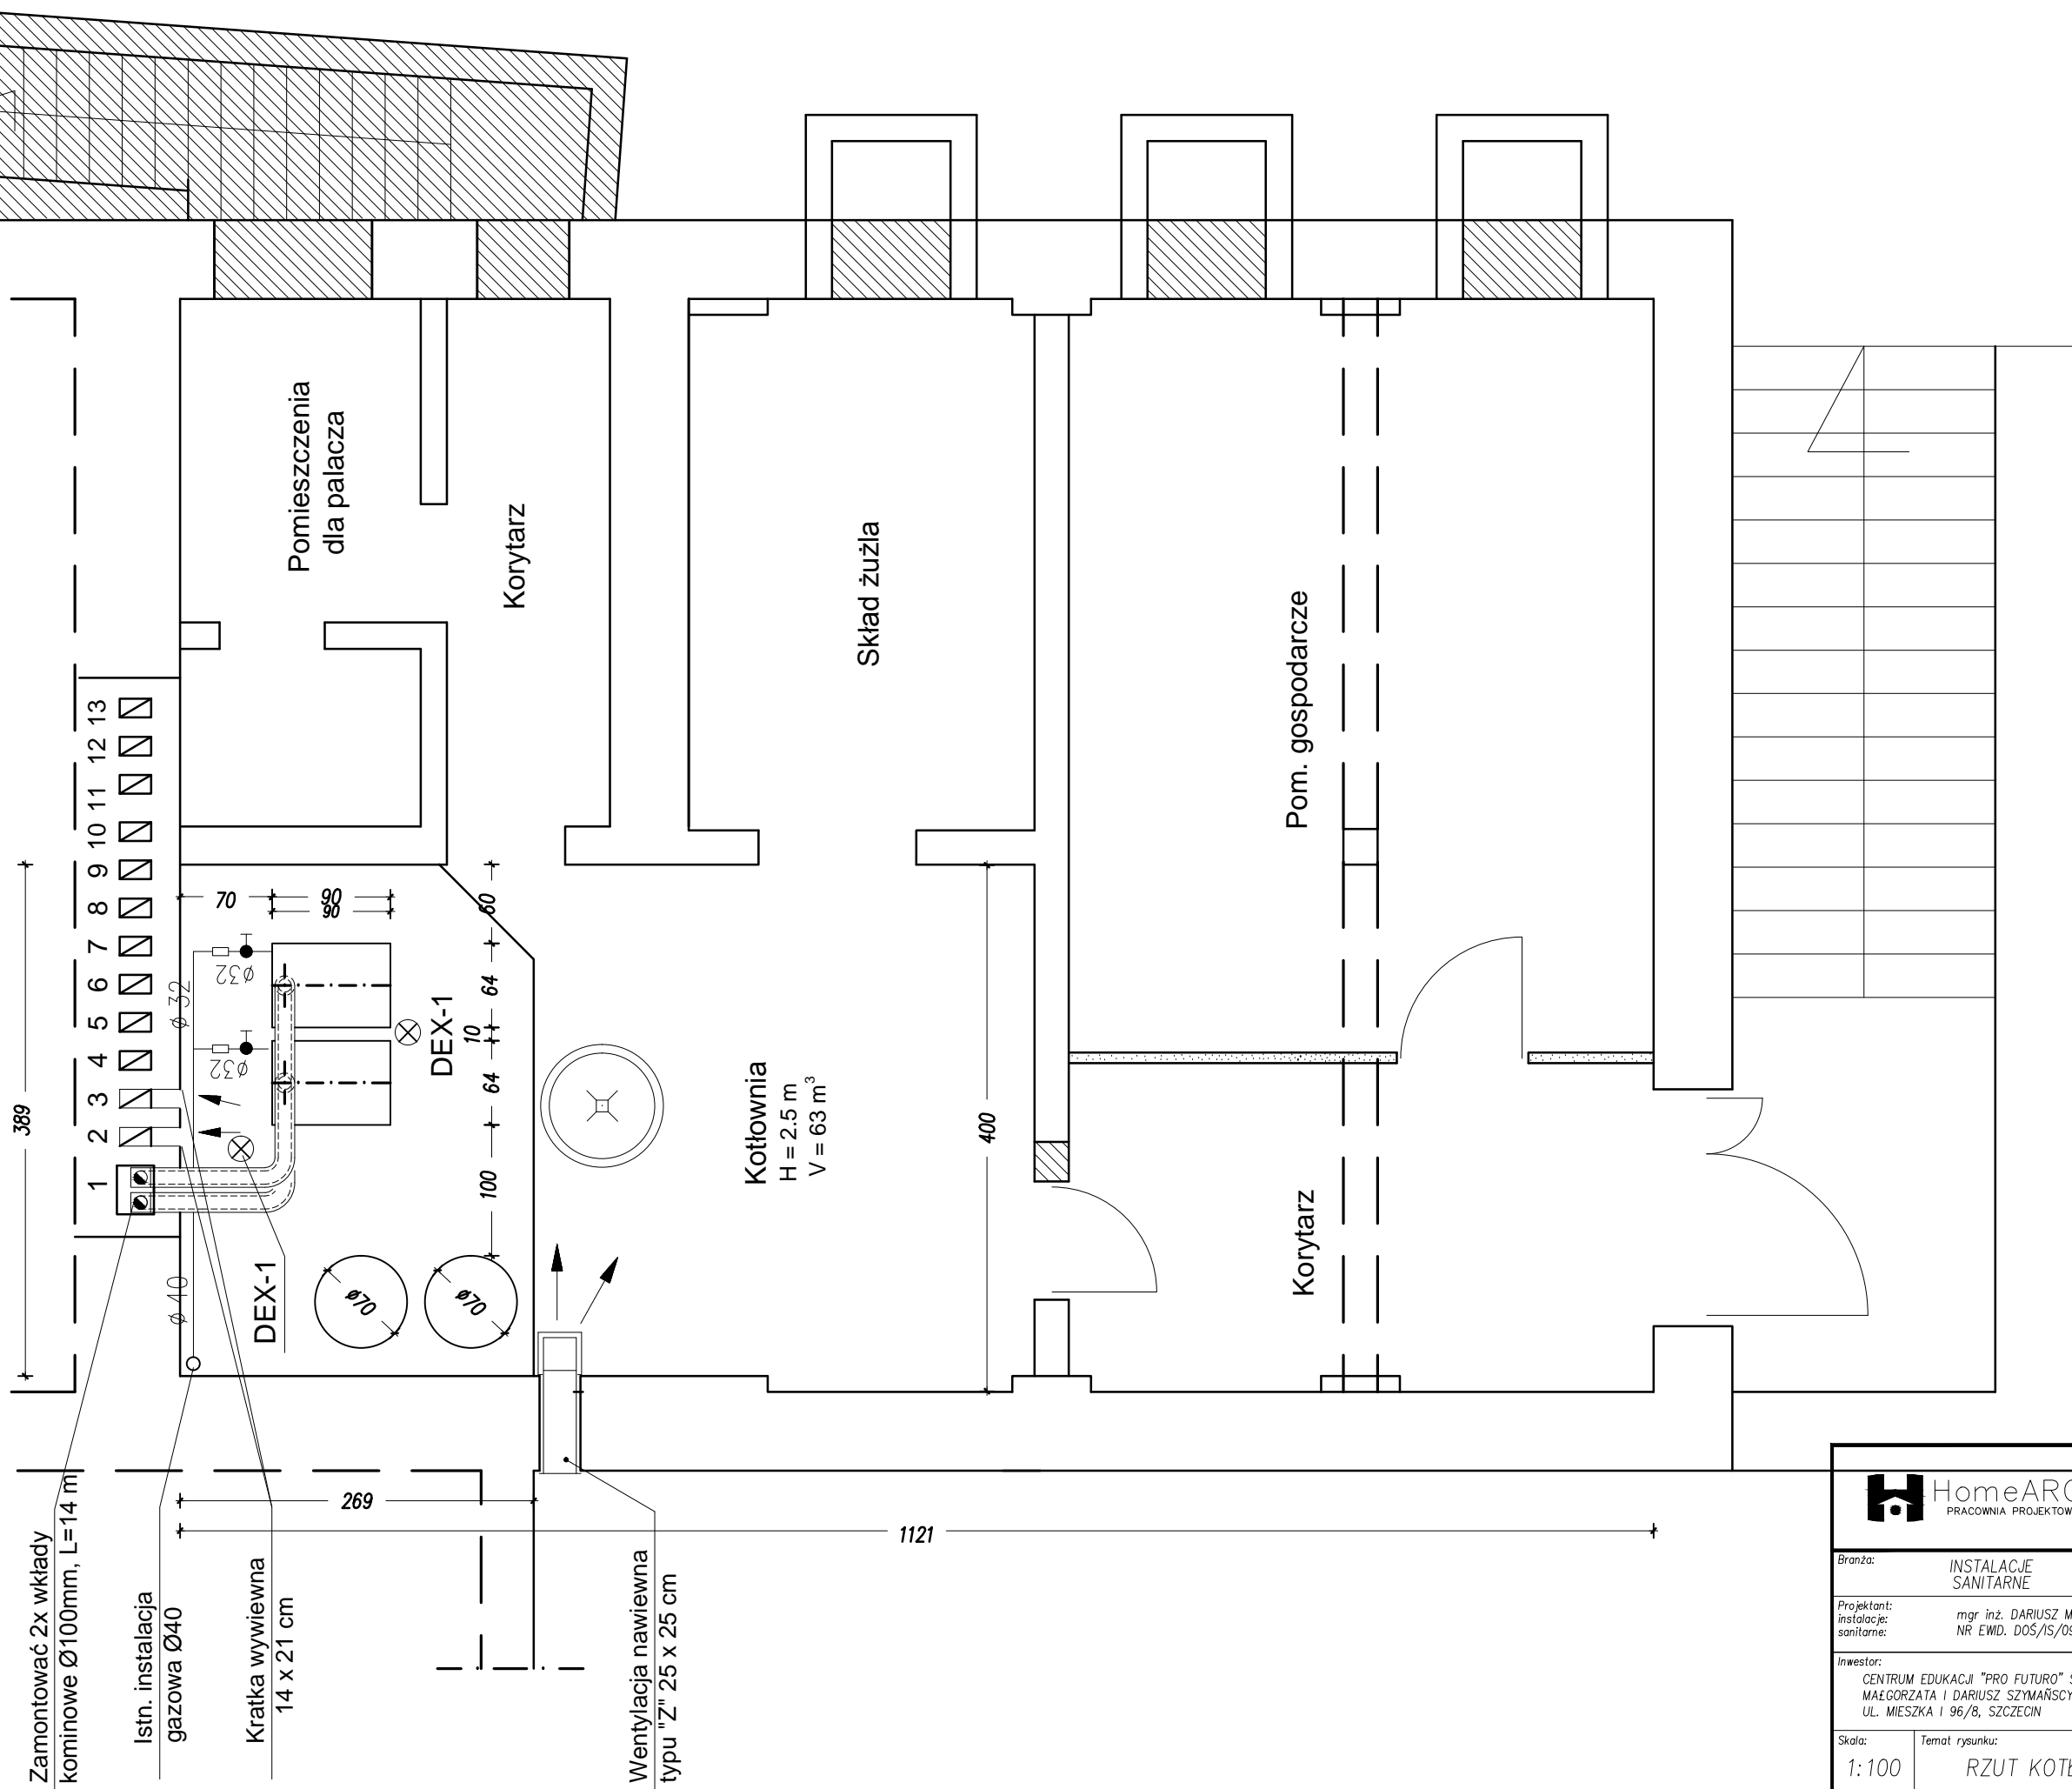 Pomieszczenia
dla palacza
Korytarz
Skład żużla
Pom. gospodarcze
13
12
11
10
9
8
7
6
5
4
3
2
1
389
70
90
90
60
64
10
64
100
400
ø32
ø32
ø 32
ø 40
DEX-1
DEX-1
ø70
ø70
Kotłownia
H = 2.5 m
V = 63 m³
Korytarz
269
1121
Zamontować 2x wkłady
kominowe Ø100mm, L=14 m
Istn. instalacja
gazowa Ø40
Kratka wywiewna
14 x 21 cm
Wentylacja nawiewna
typu "Z" 25 x 25 cm
HomeARC
PRACOWNIA PROJEKTOW
Branża:
INSTALACJE
SANITARNE
Projektant:
instalacje:
sanitarne:
mgr inż. DARIUSZ M
NR EWID. DOŚ/IS/09
Inwestor:
CENTRUM EDUKACJI "PRO FUTURO" S
MAŁGORZATA I DARIUSZ SZYMAŃSCY
UL. MIESZKA I 96/8, SZCZECIN
Skala:
1:100
Temat rysunku:
RZUT KOTŁ